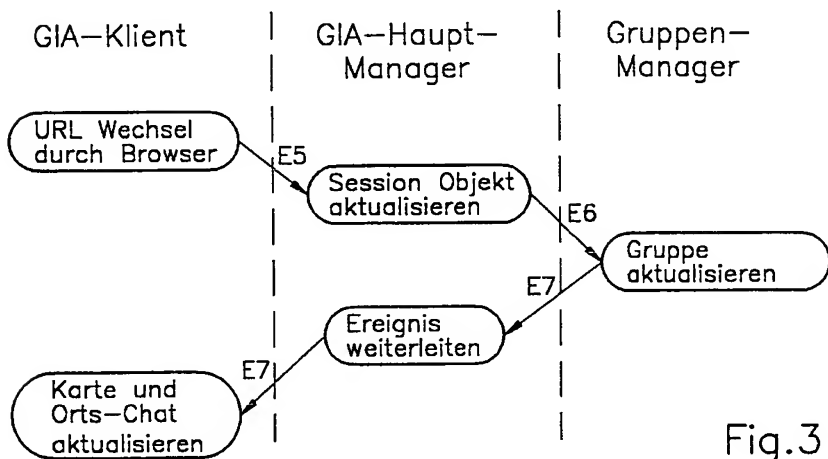 GIA-Klient
GIA-Haupt-
Manager
Gruppen-
Manager
URL Wechsel
durch Browser
E5
Session Objekt
aktualisieren
E6
Gruppe
aktualisieren
E7
Ereignis
weiterleiten
E7
Karte und
Orts-Chat
aktualisieren
Fig.3